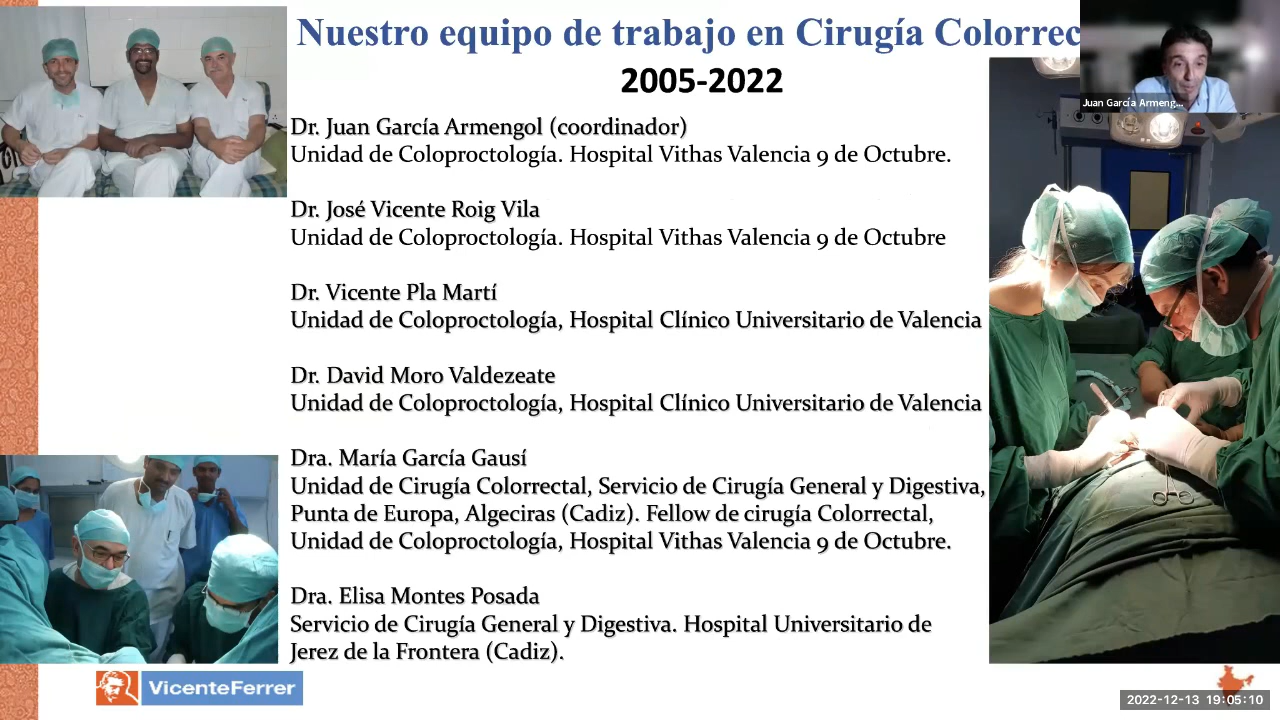 Nuestro equipo de trabajo en Cirugía Colorrec
2005-2022
Juan García Armeng...
Dr. Juan García Armengol (coordinador)
Unidad de Coloproctología. Hospital Vithas Valencia 9 de Octubre.
Dr. José Vicente Roig Vila
Unidad de Coloproctología. Hospital Vithas Valencia 9 de Octubre
Dr. Vicente Pla Martí
Unidad de Coloproctología, Hospital Clínico Universitario de Valencia
Dr. David Moro Valdezeate
Unidad de Coloproctología, Hospital Clínico Universitario de Valencia
Dra. María García Gausí
Unidad de Cirugía Colorrectal, Servicio de Cirugía General y Digestiva,
Punta de Europa, Algeciras (Cadiz). Fellow de cirugía Colorrectal,
Unidad de Coloproctología, Hospital Vithas Valencia 9 de Octubre.
Dra. Elisa Montes Posada
Servicio de Cirugía General y Digestiva. Hospital Universitario de
Jerez de la Frontera (Cadiz).
VicenteFerrer
2022-12-13 19:05:10